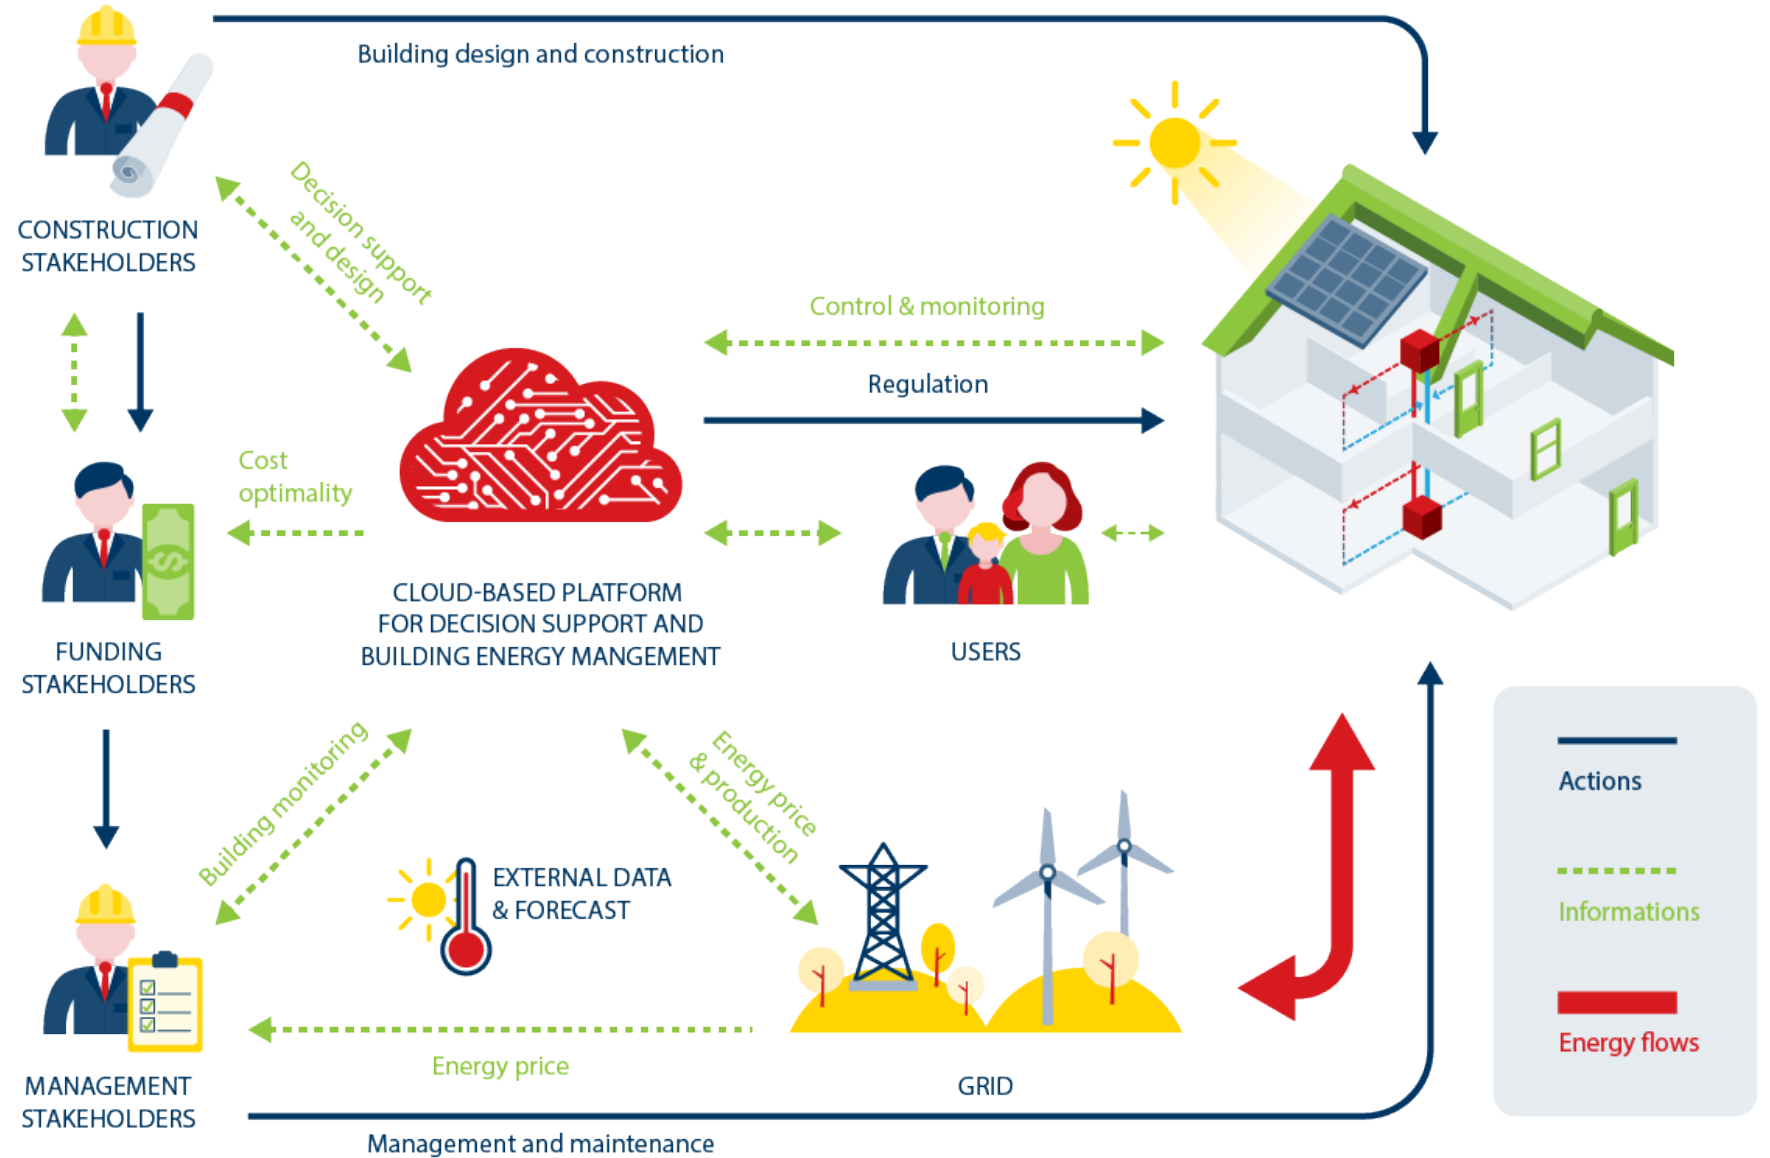 Building design and construction
CONSTRUCTION
STAKEHOLDERS
Decision support
and design
Control & monitoring
Regulation
Cost
optimality
FUNDING
STAKEHOLDERS
CLOUD-BASED PLATFORM
FOR DECISION SUPPORT AND
BUILDING ENERGY MANGEMENT
USERS
Building monitoring
Energy price
& production
EXTERNAL DATA
& FORECAST
Energy price
MANAGEMENT
STAKEHOLDERS
GRID
Management and maintenance
Actions
Informations
Energy flows